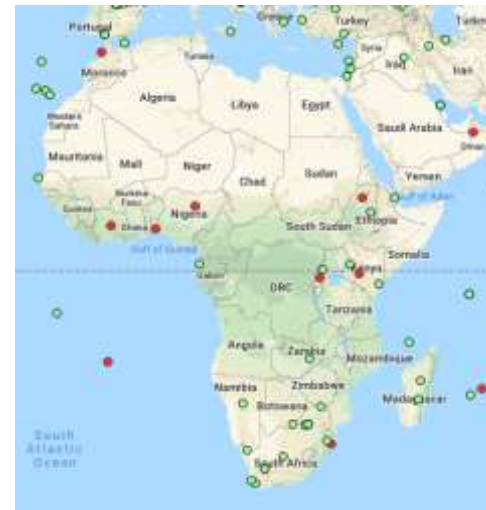 Portugal
Greece
Turkey
Tunisia
Syria
Iraq
Iran
Morocco
Algeria
Libya
Egypt
Western
Sahara
Saudi Arabia
Oman
Mauritania
Mali
Niger
Chad
Sudan
Yemen
Gulf of Aden
Burkina
Faso
Guinea
Ghana
Nigeria
South Sudan
Ethiopia
Gulf of Guinea
Somalia
Gabon
DRC
Kenya
Tanzania
Angola
Zambia
Mozambique
Namibia
Zimbabwe
Botswana
Madagascar
South
Atlantic
Ocean
South Africa